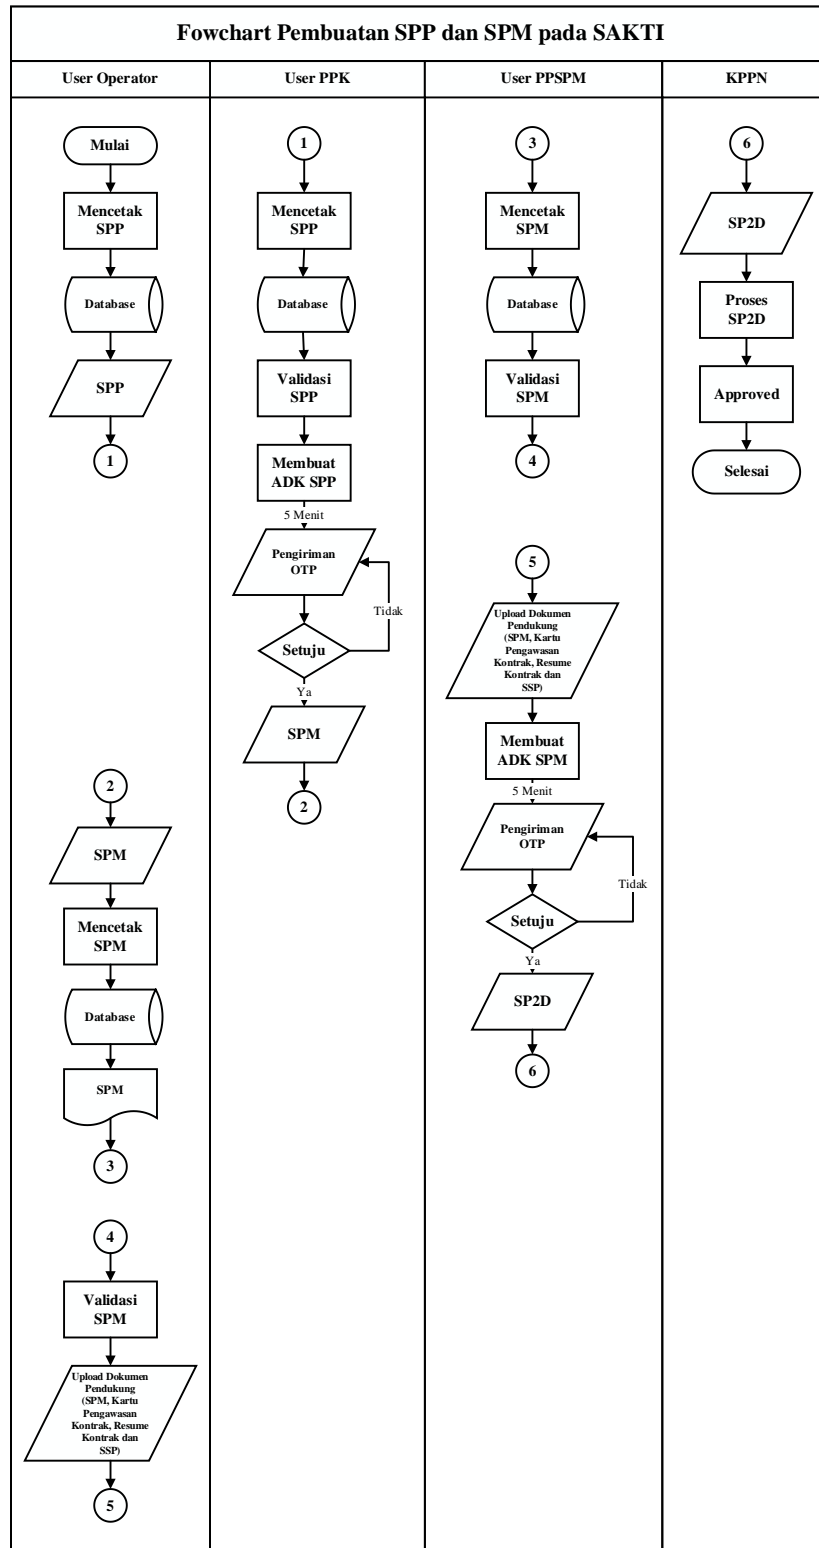 Fowchart Pembuatan SPP dan SPM pada SAKTI
User Operator
User PPK
User PPSPM
KPPN
Mulai
Mencetak
SPP
Database
SPP
1
2
SPM
Mencetak
SPM
Database
SPM
3
4
Validasi
SPM
Upload Dokumen
Pendukung
(SPM, Kartu
Pengawasan
Kontrak, Resume
Kontrak dan
SSP)
5
1
Mencetak
SPP
Database
Validasi
SPP
Membuat
ADK SPP
5 Menit
Pengiriman
OTP
Tidak
Setuju
Ya
SPM
2
3
Mencetak
SPM
Database
Validasi
SPM
4
5
Upload Dokumen
Pendukung
(SPM, Kartu
Pengawasan
Kontrak, Resume
Kontrak dan
SSP)
Membuat
ADK SPM
5 Menit
Pengiriman
OTP
Tidak
Setuju
Ya
SP2D
6
6
SP2D
Proses
SP2D
Approved
Selesai